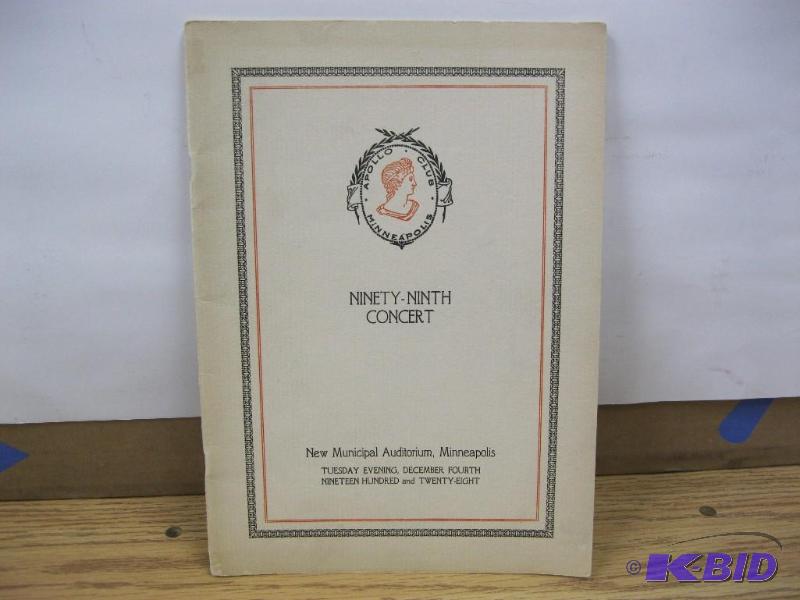 APOLLO · CLUB
MINNEAPOLIS
NINETY-NINTH
CONCERT
New Municipal Auditorium, Minneapolis
TUESDAY EVENING, DECEMBER FOURTH
NINETEEN HUNDRED and TWENTY-EIGHT
© K-BID